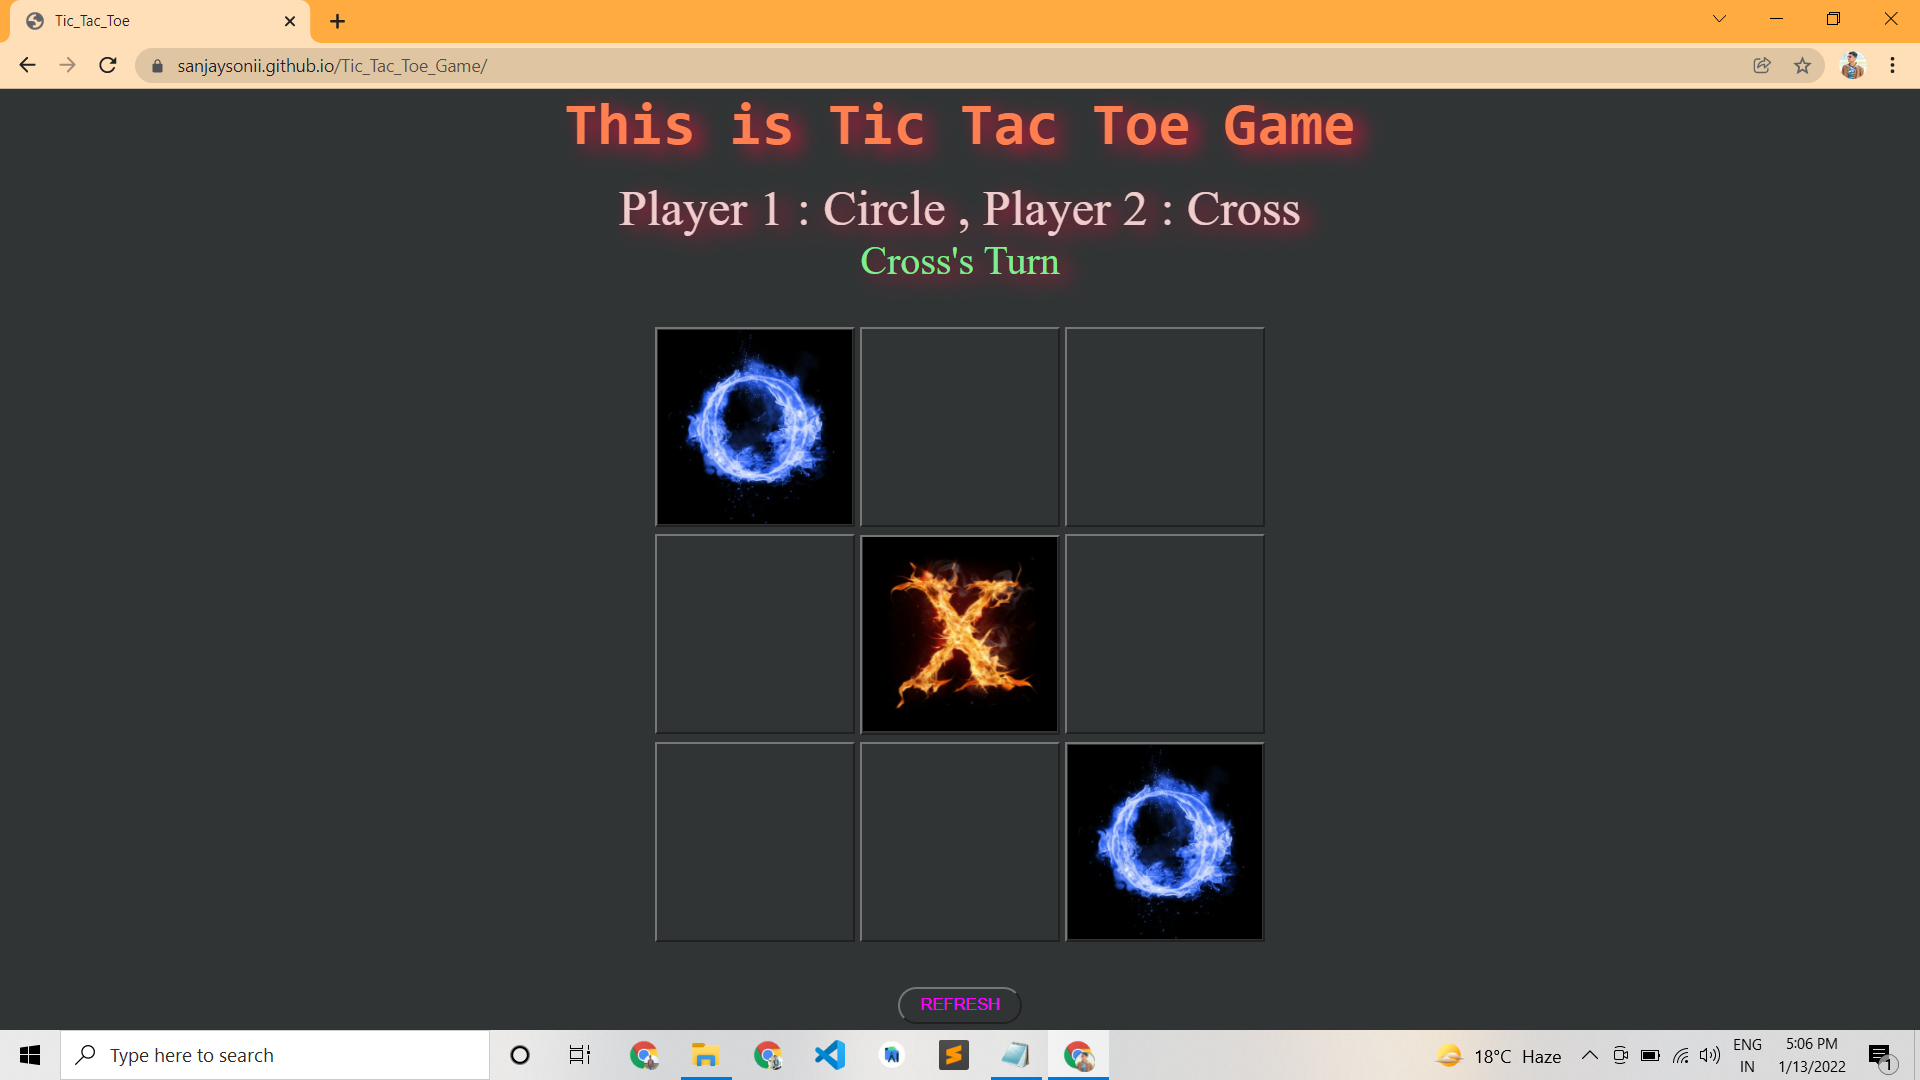 Tic_Tac_Toe
sanjaysonii.github.io/Tic_Tac_Toe_Game/
This is Tic Tac Toe Game
Player 1 : Circle , Player 2 : Cross
Cross's Turn
O
X
O
REFRESH
Type here to search
18°C Haze
ENG
IN
5:06 PM
1/13/2022
1